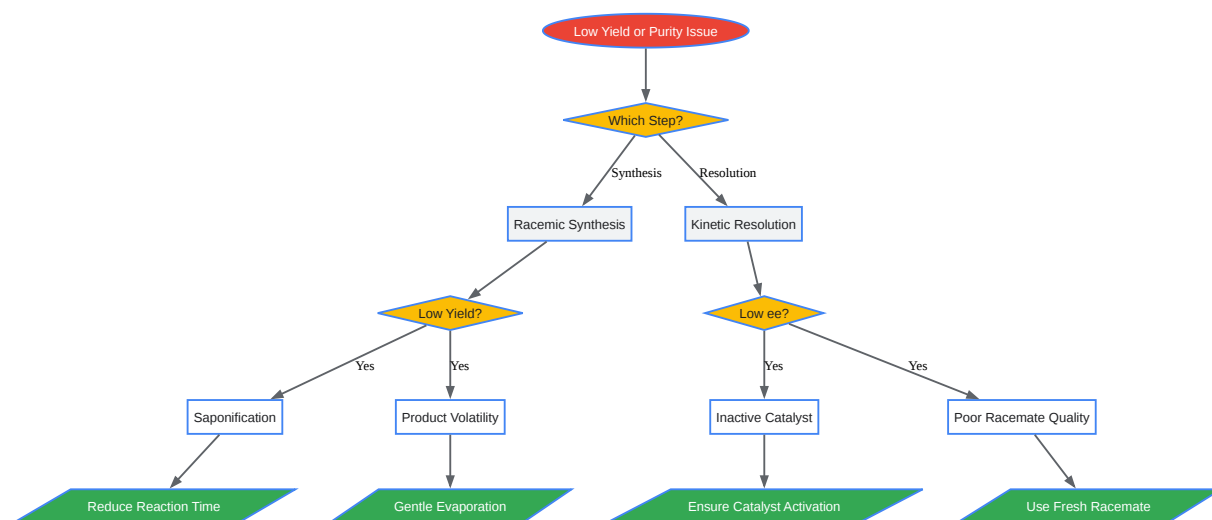 Low Yield or Purity Issue
Which Step?
Synthesis
Resolution
Racemic Synthesis
Kinetic Resolution
Low Yield?
Low ee?
Yes
Yes
Yes
Yes
Saponification
Product Volatility
Inactive Catalyst
Poor Racemate Quality
Reduce Reaction Time
Gentle Evaporation
Ensure Catalyst Activation
Use Fresh Racemate